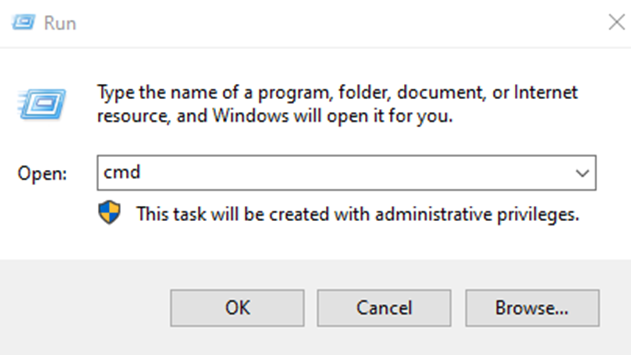 Run
Type the name of a program, folder, document, or Internet
resource, and Windows will open it for you.
Open: cmd
This task will be created with administrative privileges.
OK Cancel Browse...